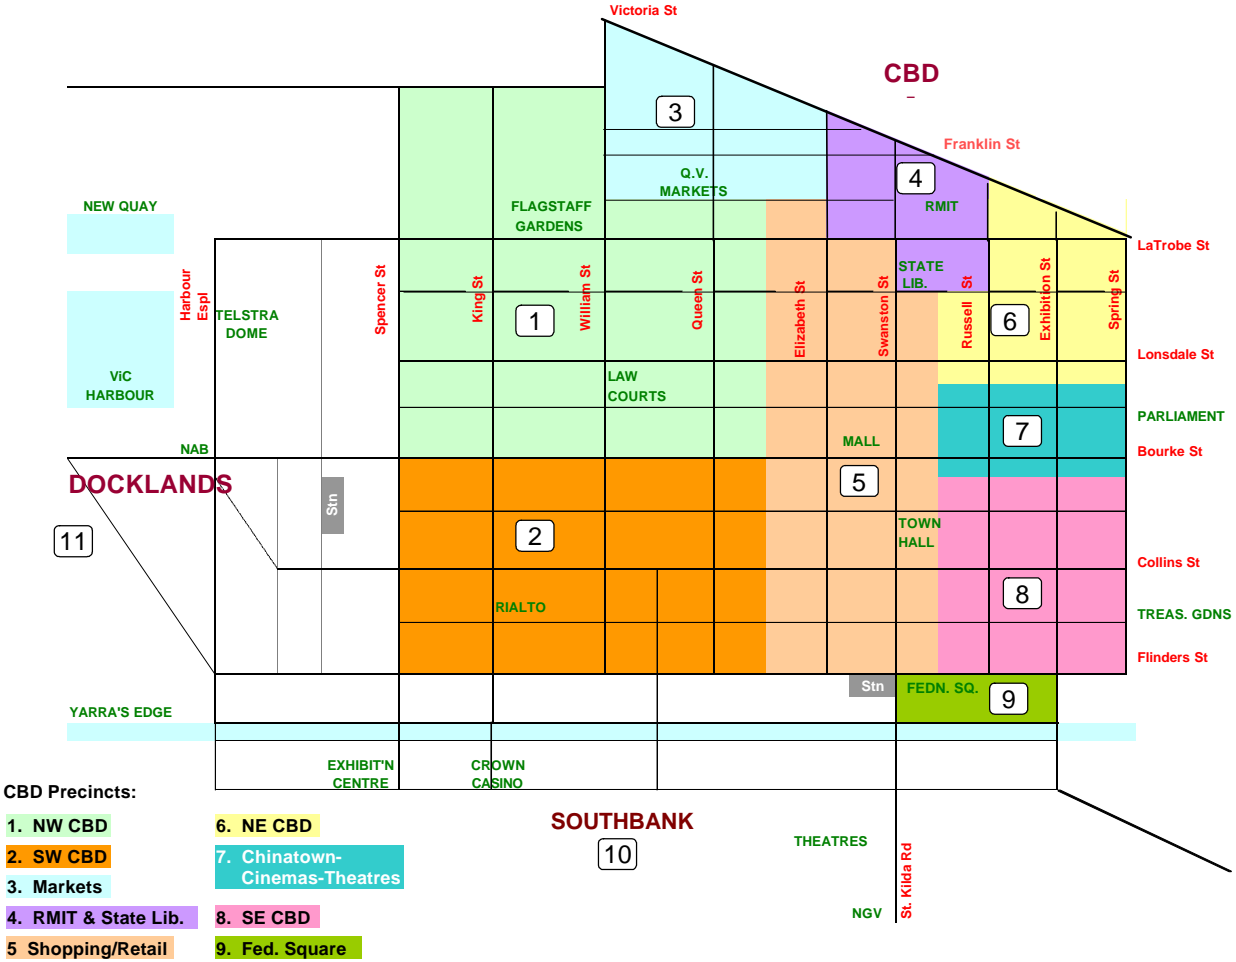 Victoria St
CBD
–
3
Franklin St
Q.V.
MARKETS
4
NEW QUAY
FLAGSTAFF
GARDENS
RMIT
LaTrobe St
Harbour
Espl
Spencer St
King St
William St
Queen St
Elizabeth St
Swanston St
STATE
LIB.
Russell St
Exhibition St
Spring St
TELSTRA
DOME
1
6
Lonsdale St
ViC
HARBOUR
LAW
COURTS
PARLIAMENT
7
MALL
NAB
Bourke St
DOCKLANDS
5
Stn
11
2
TOWN
HALL
Collins St
8
RIALTO
TREAS. GDNS
Flinders St
Stn
FEDN. SQ.
9
YARRA'S EDGE
EXHIBIT'N
CENTRE
CROWN
CASINO
SOUTHBANK
10
THEATRES
St. Kilda Rd
NGV
CBD Precincts:
1. NW CBD
2. SW CBD
3. Markets
4. RMIT & State Lib.
5 Shopping/Retail
6. NE CBD
7. Chinatown-
Cinemas-Theatres
8. SE CBD
9. Fed. Square